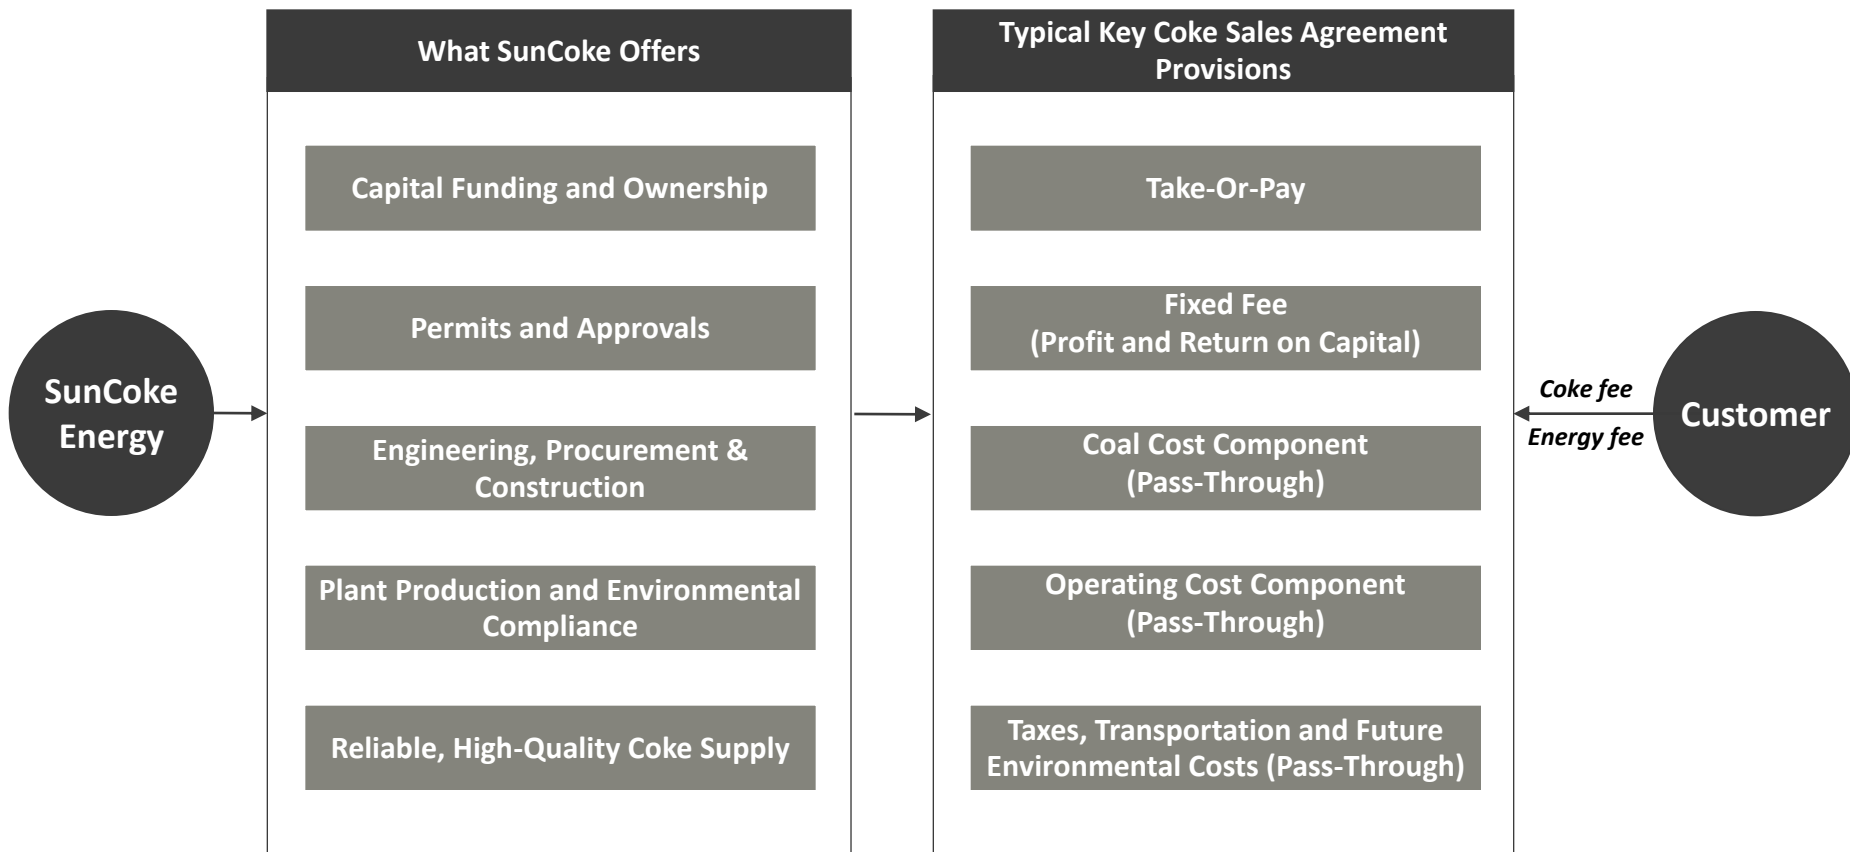 SunCoke
Energy
What SunCoke Offers
Capital Funding and Ownership
Permits and Approvals
Engineering, Procurement &
Construction
Plant Production and Environmental
Compliance
Reliable, High-Quality Coke Supply
Typical Key Coke Sales Agreement
Provisions
Take-Or-Pay
Fixed Fee
(Profit and Return on Capital)
Coal Cost Component
(Pass-Through)
Operating Cost Component
(Pass-Through)
Taxes, Transportation and Future
Environmental Costs (Pass-Through)
Coke fee
Energy fee
Customer